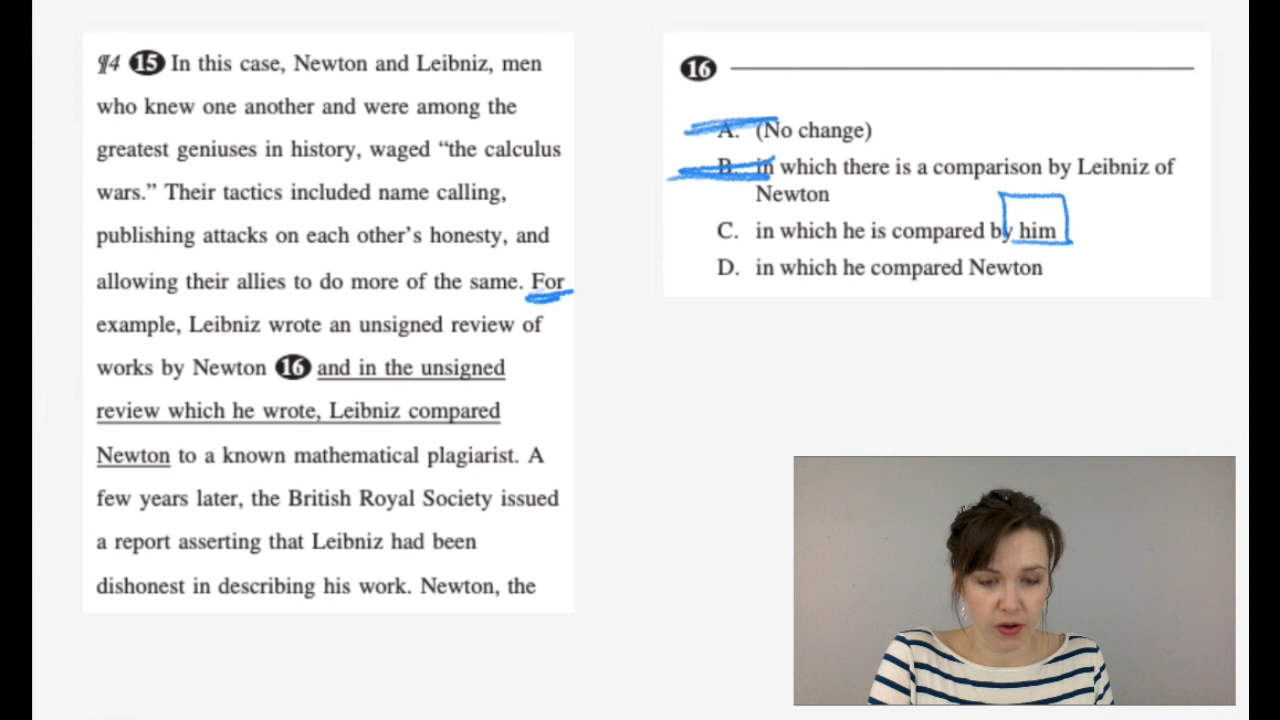 ¶4 15 In this case, Newton and Leibniz, men
who knew one another and were among the
greatest geniuses in history, waged “the calculus
wars.” Their tactics included name calling,
publishing attacks on each other’s honesty, and
allowing their allies to do more of the same. For
example, Leibniz wrote an unsigned review of
works by Newton 16 and in the unsigned
review which he wrote, Leibniz compared
Newton to a known mathematical plagiarist. A
few years later, the British Royal Society issued
a report asserting that Leibniz had been
dishonest in describing his work. Newton, the
16
A. (No change)
B. in which there is a comparison by Leibniz of
Newton
C. in which he is compared by him
D. in which he compared Newton